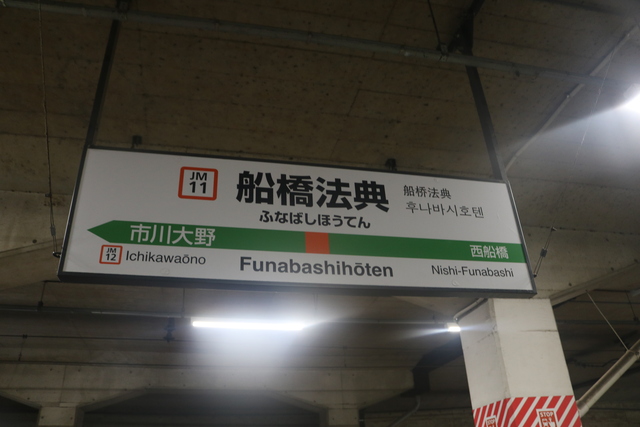 JM
11
船橋法典
船桥法典
후나바시호텐
ふなばしほうてん
市川大野
西船橋
JM
12
Ichikawaōno
Funabashihōten
Nishi-Funabashi
STOP